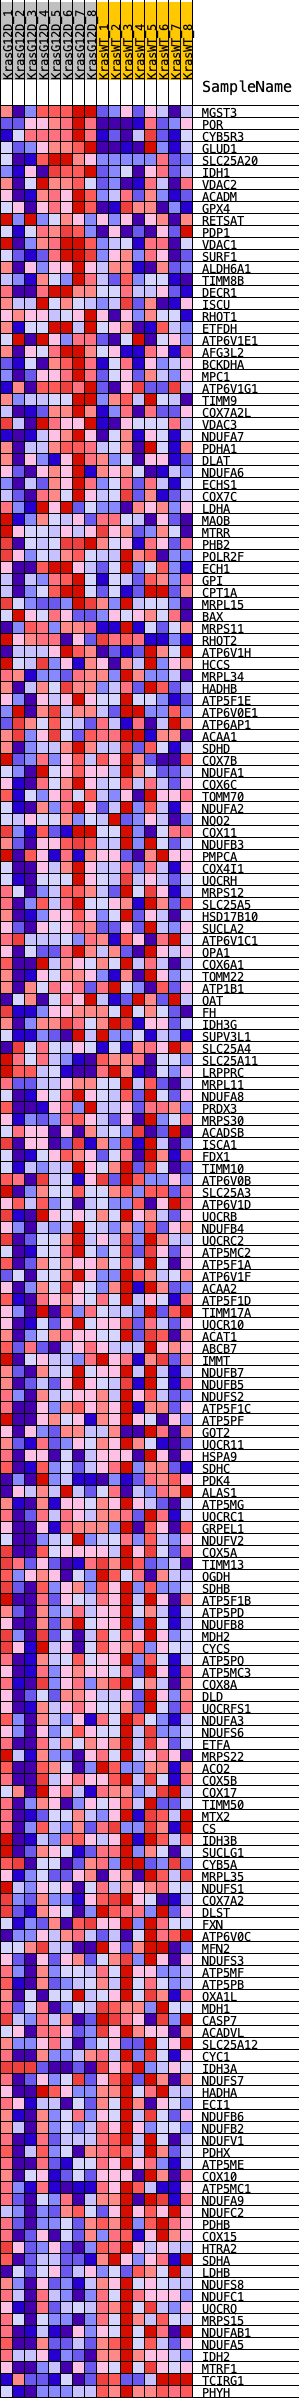 KrasG12D_1
KrasG12D_2
KrasG12D_3
KrasG12D_4
KrasG12D_5
KrasG12D_6
KrasG12D_7
KrasG12D_8
KrasWT_1
KrasWT_2
KrasWT_3
KrasWT_4
KrasWT_5
KrasWT_6
KrasWT_7
KrasWT_8
SampleName
MGST3
POR
CYB5R3
GLUD1
SLC25A20
IDH1
VDAC2
ACADM
GPX4
RETSAT
PDP1
VDAC1
SURF1
ALDH6A1
TIMM8B
DECR1
ISCU
RHOT1
ETFDH
ATP6V1E1
AFG3L2
BCKDHA
MPC1
ATP6V1G1
TIMM9
COX7A2L
VDAC3
NDUFA7
PDHA1
DLAT
NDUFA6
ECHS1
COX7C
LDHA
MAOB
MTRR
PHB2
POLR2F
ECH1
GPI
CPT1A
MRPL15
BAX
MRPS11
RHOT2
ATP6V1H
HCCS
MRPL34
HADHB
ATP5F1E
ATP6V0E1
ATP6AP1
ACAA1
SDHD
COX7B
NDUFA1
COX6C
TOMM70
NDUFA2
NQO2
COX11
NDUFB3
PMPCA
COX4I1
UQCRH
MRPS12
SLC25A5
HSD17B10
SUCLA2
ATP6V1C1
OPA1
COX6A1
TOMM22
ATP1B1
OAT
FH
IDH3G
SUPV3L1
SLC25A4
SLC25A11
LRPPRC
MRPL11
NDUFA8
PRDX3
MRPS30
ACADSB
ISCA1
FDX1
TIMM10
ATP6V0B
SLC25A3
ATP6V1D
UQCRB
NDUFB4
UQCRC2
ATP5MC2
ATP5F1A
ATP6V1F
ACAA2
ATP5F1D
TIMM17A
UQCR10
ACAT1
ABCB7
IMMT
NDUFB7
NDUFB5
NDUFS2
ATP5F1C
ATP5PF
GOT2
UQCR11
HSPA9
SDHC
PDK4
ALAS1
ATP5MG
UQCRC1
GRPEL1
NDUFV2
COX5A
TIMM13
OGDH
SDHB
ATP5F1B
ATP5PD
NDUFB8
MDH2
CYCS
ATP5PO
ATP5MC3
COX8A
DLD
UQCRFS1
NDUFA3
NDUFS6
ETFA
MRPS22
ACO2
COX5B
COX17
TIMM50
MTX2
CS
IDH3B
SUCLG1
CYB5A
MRPL35
NDUFS1
COX7A2
DLST
FXN
ATP6V0C
MFN2
NDUFS3
ATP5MF
ATP5PB
OXA1L
MDH1
CASP7
ACADVL
SLC25A12
CYC1
IDH3A
NDUFS7
HADHA
ECI1
NDUFB6
NDUFB2
NDUFV1
PDHX
ATP5ME
COX10
ATP5MC1
NDUFA9
NDUFC2
PDHB
COX15
HTRA2
SDHA
LDHB
NDUFS8
NDUFC1
UQCRQ
MRPS15
NDUFAB1
NDUFA5
IDH2
MTRF1
TCIRG1
PHYH